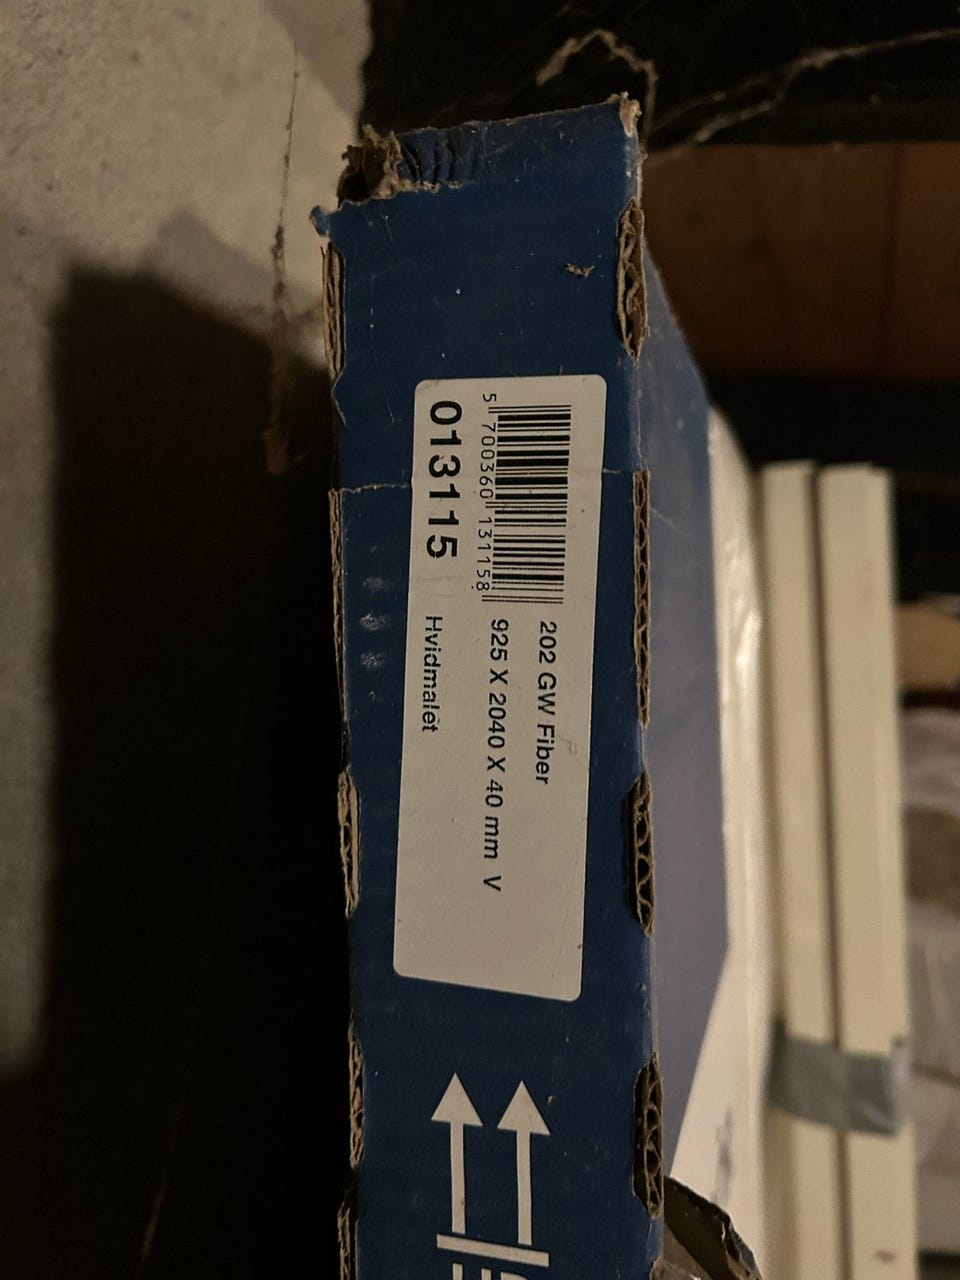 202 GW Fiber
925 X 2040 X 40 mm V
5 700360 131158
013115
Hvidmalet